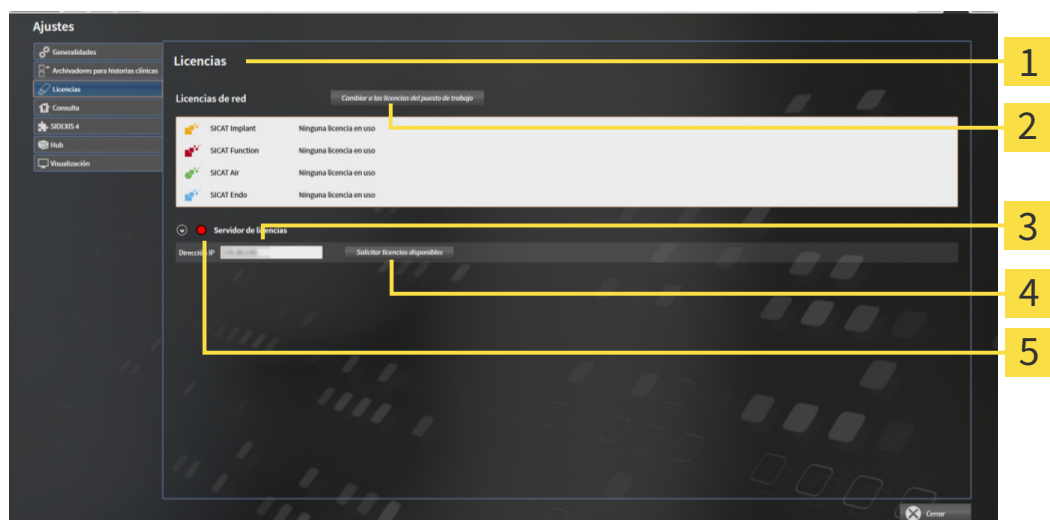 Ajustes
Generalidades
Archivadores para historias clínicas
Licencias
Consulta
SIDEXIS 4
Hub
Visualización
Licencias
Licencias de red
Cambiar a las licencias del puesto de trabajo
SICAT Implant Ninguna licencia en uso
SICAT Function Ninguna licencia en uso
SICAT Air Ninguna licencia en uso
SICAT Endo Ninguna licencia en uso
Servidor de licencias
Dirección IP
Solicitar licencias disponibles
Cerrar
1
2
3
4
5